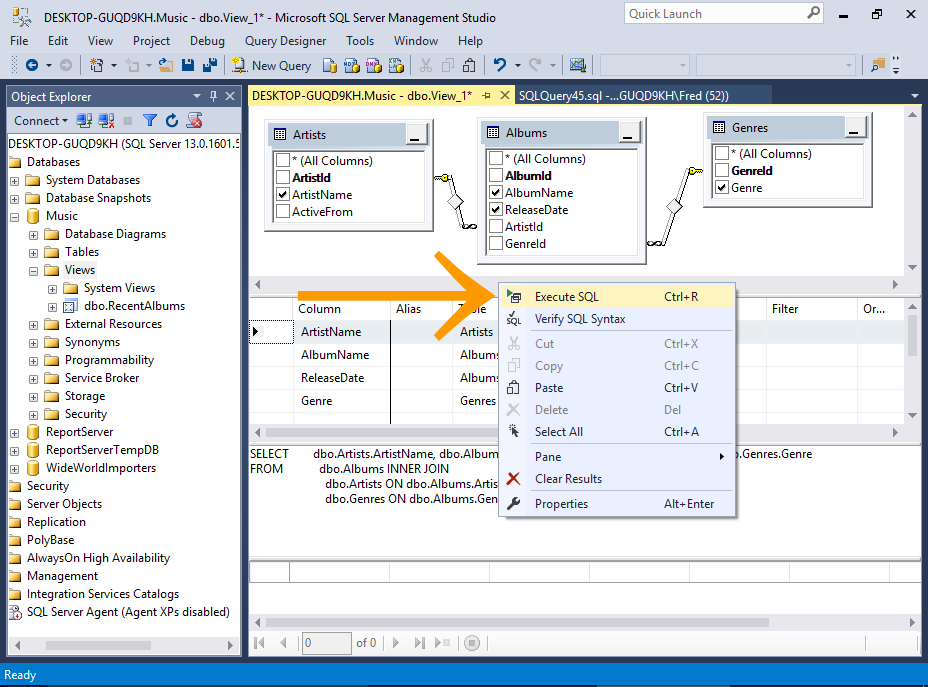 DESKTOP-GUQD9KH.Music - dbo.View_1* - Microsoft SQL Server Management Studio
Quick Launch
File Edit View Project Debug Query Designer Tools Window Help
New Query
Object Explorer
DESKTOP-GUQD9KH.Music - dbo.View_1*
SQLQuery45.sql -...GUQD9KH\Fred (52))
Connect
DESKTOP-GUQD9KH (SQL Server 13.0.1601.5
Databases
System Databases
Database Snapshots
Music
Database Diagrams
Tables
Views
System Views
dbo.RecentAlbums
External Resources
Synonyms
Programmability
Service Broker
Storage
Security
ReportServer
ReportServerTempDB
WideWorldImporters
Security
Server Objects
Replication
PolyBase
AlwaysOn High Availability
Management
Integration Services Catalogs
SQL Server Agent (Agent XPs disabled)
Artists
* (All Columns)
ArtistId
ArtistName
ActiveFrom
Albums
* (All Columns)
AlbumId
AlbumName
ReleaseDate
ArtistId
GenreId
Genres
* (All Columns)
GenreId
Genre
Column Alias Table Filter Or...
ArtistName Artists
AlbumName Albums
ReleaseDate Albums
Genre Genres
Execute SQL Ctrl+R
Verify SQL Syntax
Cut Ctrl+X
Copy Ctrl+C
Paste Ctrl+V
Delete Del
Select All Ctrl+A
Pane
Clear Results
Properties Alt+Enter
SELECT dbo.Artists.ArtistName, dbo.Album o.Genres.Genre
FROM dbo.Albums INNER JOIN
dbo.Artists ON dbo.Albums.Artis
dbo.Genres ON dbo.Albums.Gen
0 of 0
Ready